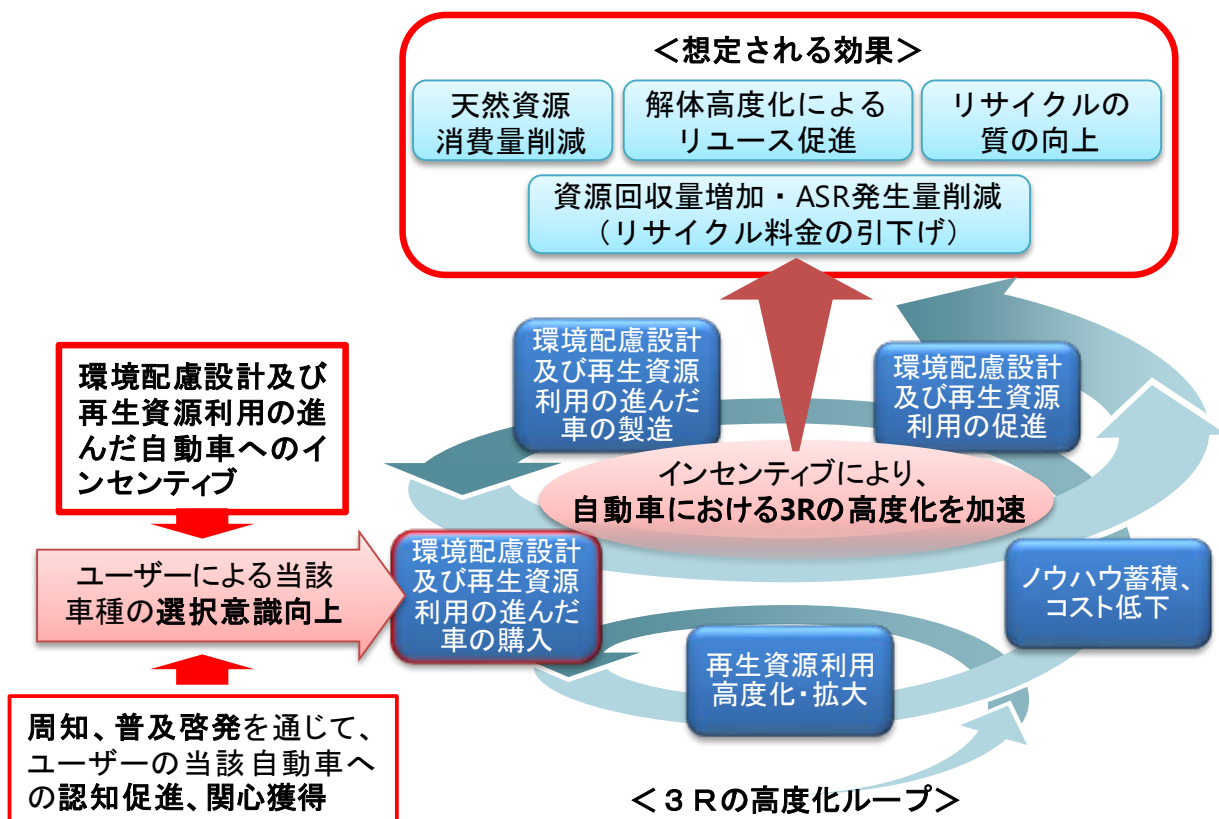 ＜想定される効果＞
天然資源
消費量削減
解体高度化による
リユース促進
リサイクルの
質の向上
資源回収量増加・ASR発生量削減
（リサイクル料金の引下げ）
環境配慮設計及び
再生資源利用の進
んだ自動車へのイ
ンセンティブ
環境配慮設計
及び再生資源
利用の進んだ
車の製造
環境配慮設計
及び再生資源
利用の促進
インセンティブにより、
自動車における3Rの高度化を加速
ユーザーによる当該
車種の選択意識向上
環境配慮設計
及び再生資源
利用の進んだ
車の購入
ノウハウ蓄積、
コスト低下
再生資源利用
高度化・拡大
周知、普及啓発を通じて、
ユーザーの当該自動車へ
の認知促進、関心獲得
＜３Ｒの高度化ループ＞